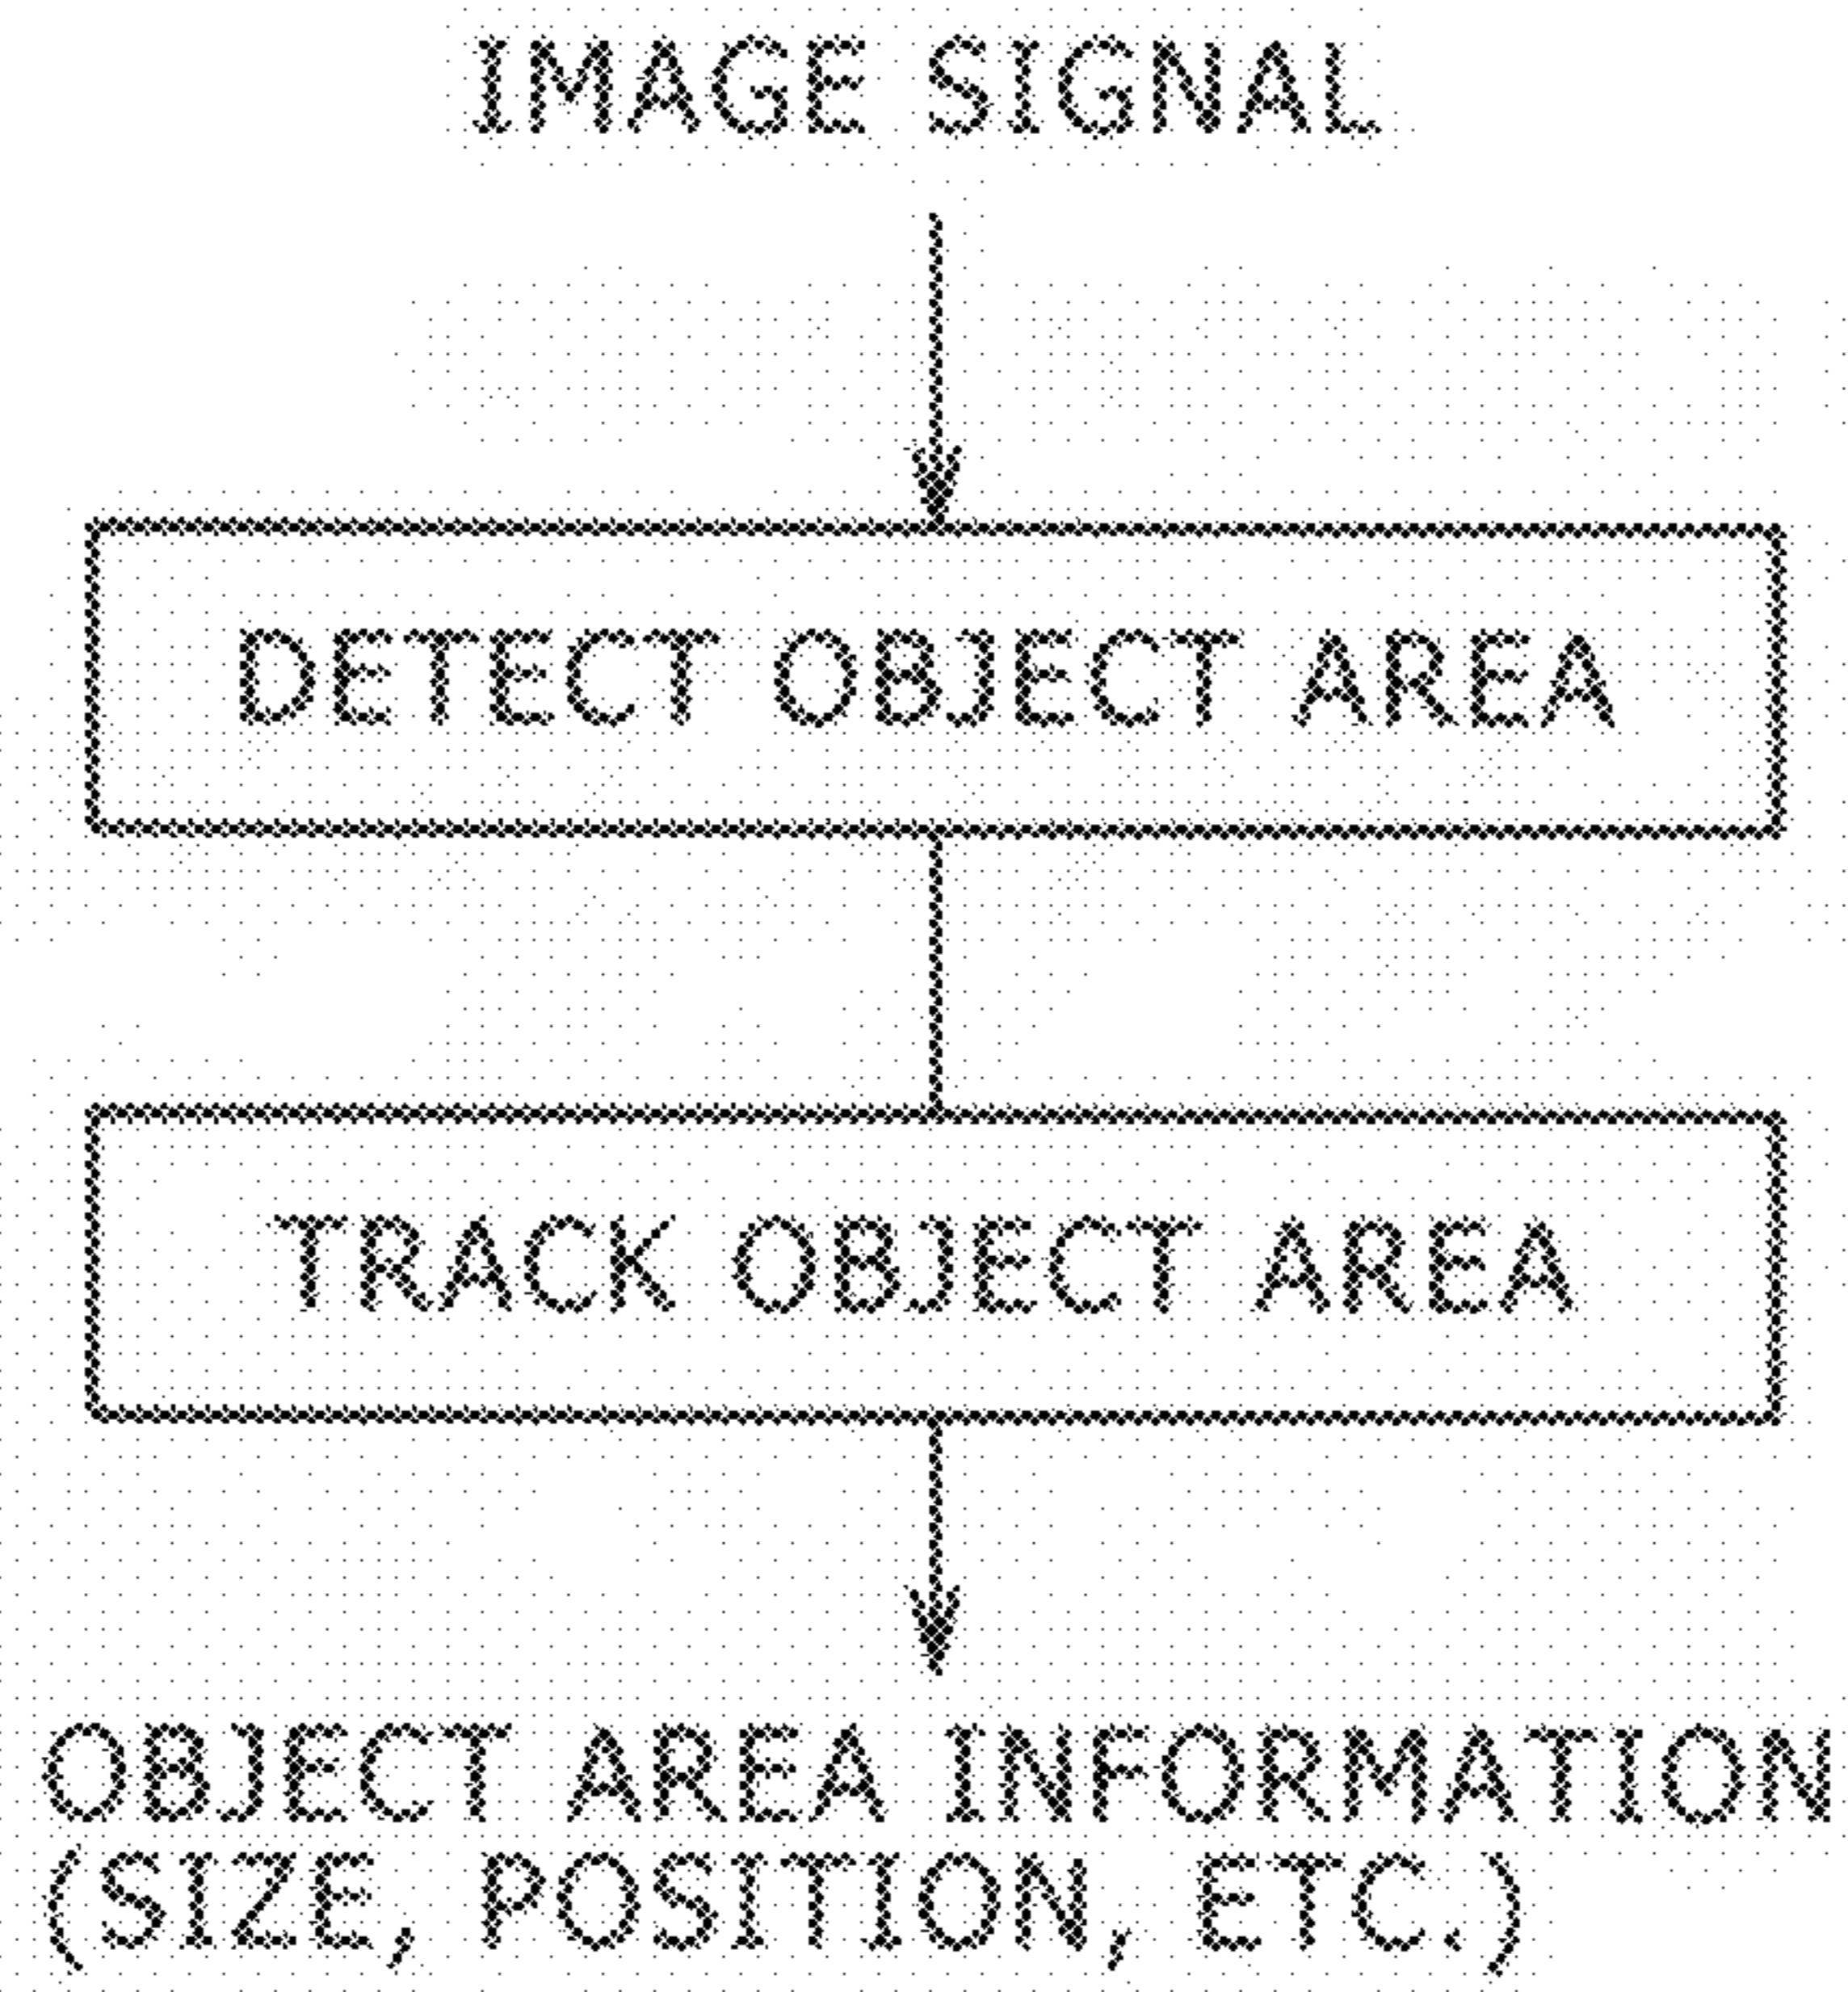 IMAGE SIGNAL
DETECT OBJECT AREA
TRACK OBJECT AREA
OBJECT AREA INFORMATION
(SIZE, POSITION, ETC.)